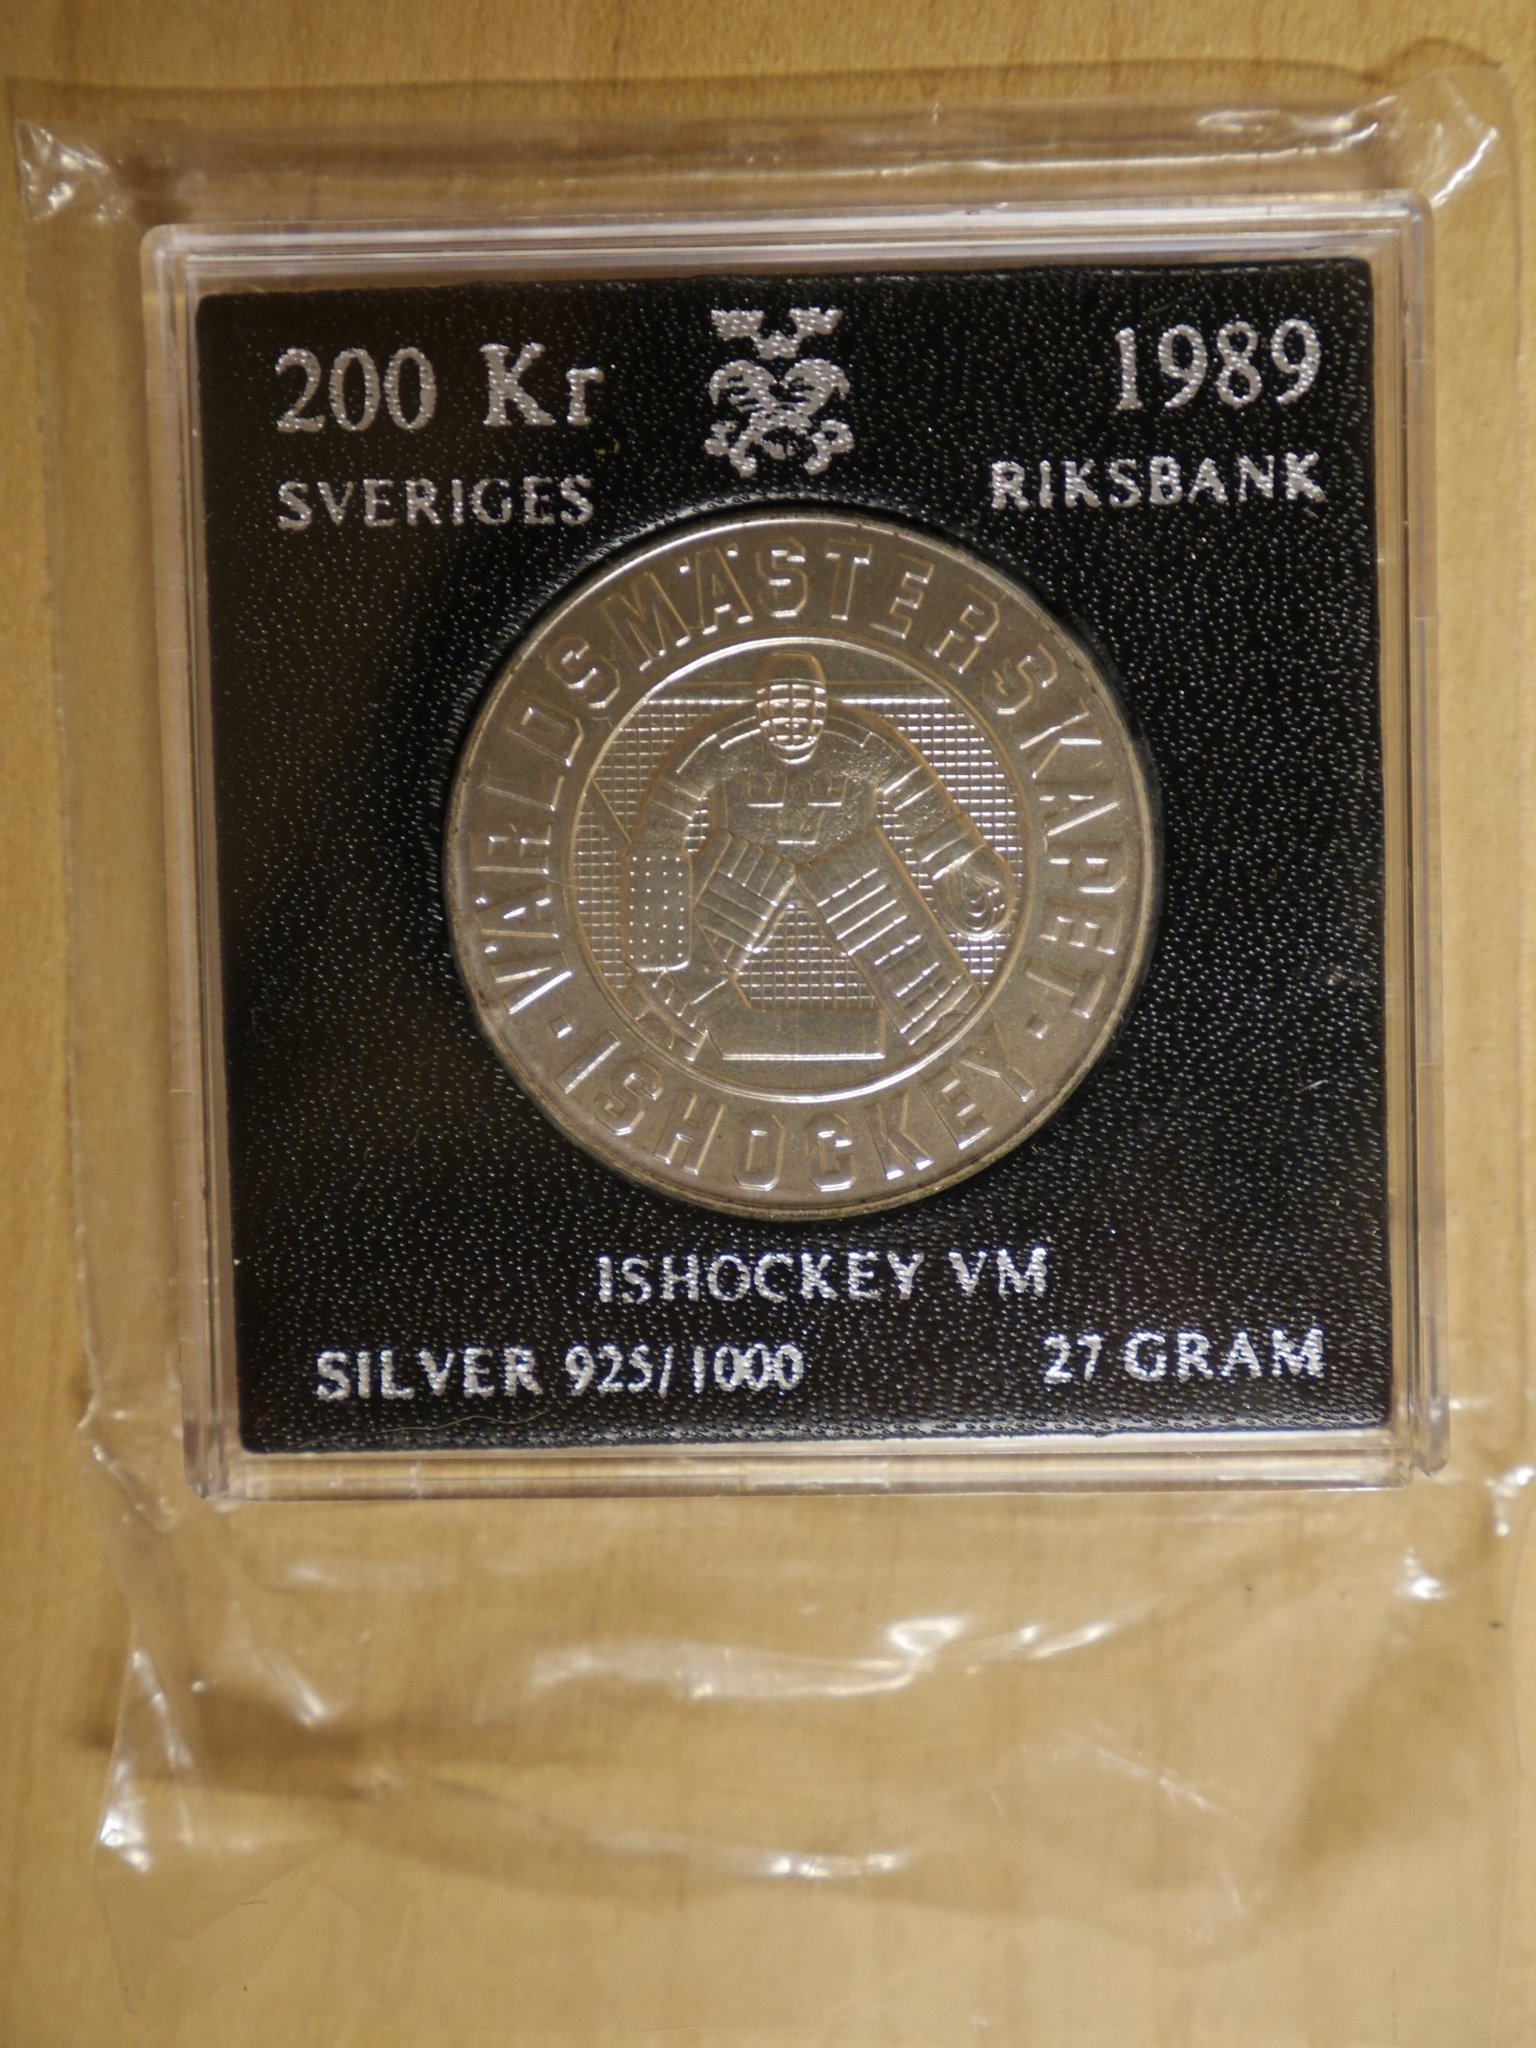 200 Kr
1989
SVERIGES
RIKSBANK
VÄRLDSMÄSTERSKAPET
· ISHOCKEY ·
ISHOCKEY VM
SILVER 925/1000
27 GRAM